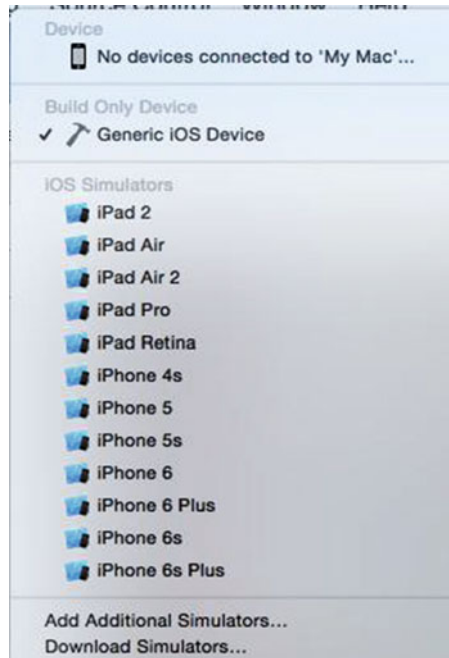 Device
No devices connected to 'My Mac'...
Build Only Device
Generic iOS Device
iOS Simulators
iPad 2
iPad Air
iPad Air 2
iPad Pro
iPad Retina
iPhone 4s
iPhone 5
iPhone 5s
iPhone 6
iPhone 6 Plus
iPhone 6s
iPhone 6s Plus
Add Additional Simulators...
Download Simulators...